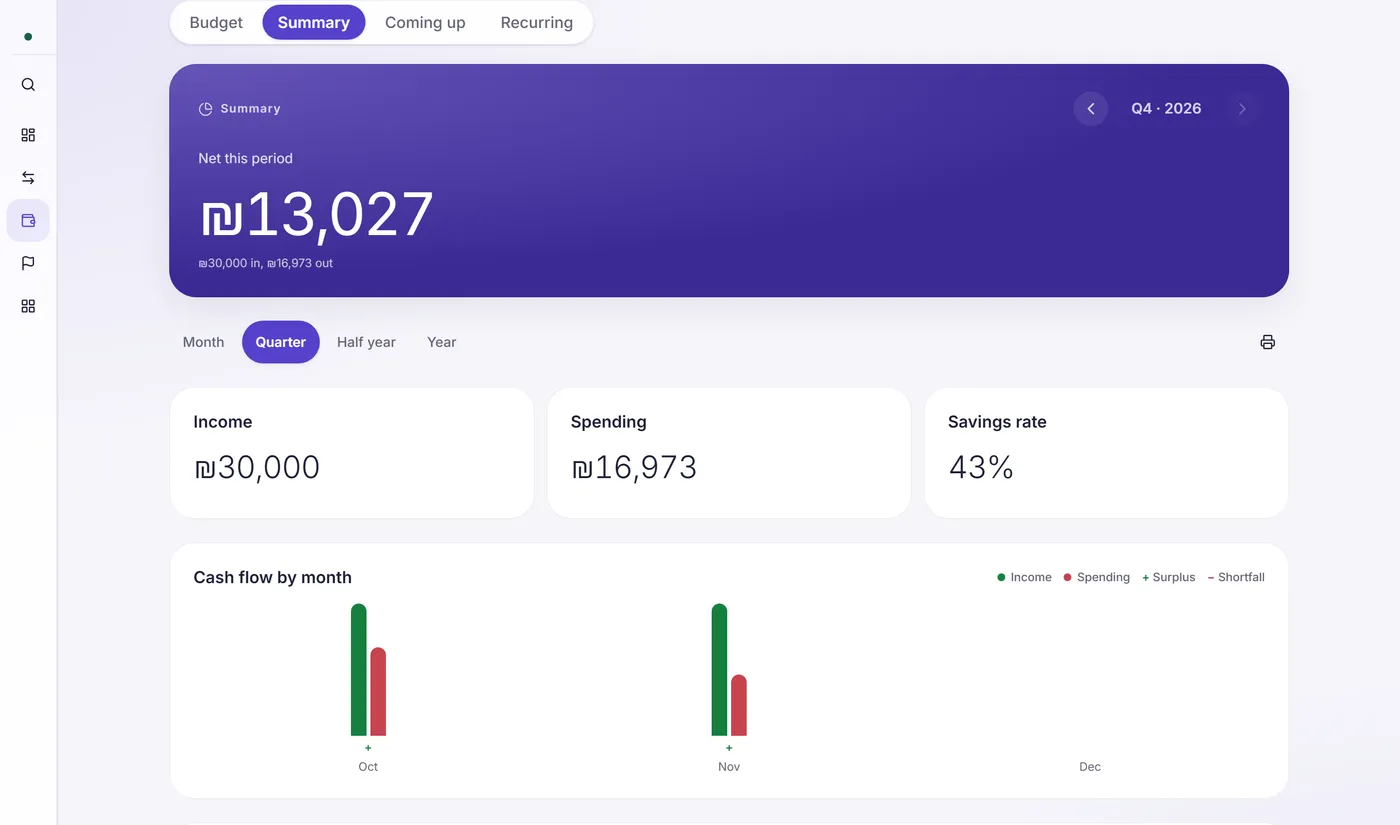 Budget Summary Coming up Recurring
Summary
Q4 · 2026
Net this period
₪13,027
₪30,000 in, ₪16,973 out
Month Quarter Half year Year
Income
₪30,000
Spending
₪16,973
Savings rate
43%
Cash flow by month
Income Spending + Surplus − Shortfall
+ +
Oct Nov Dec